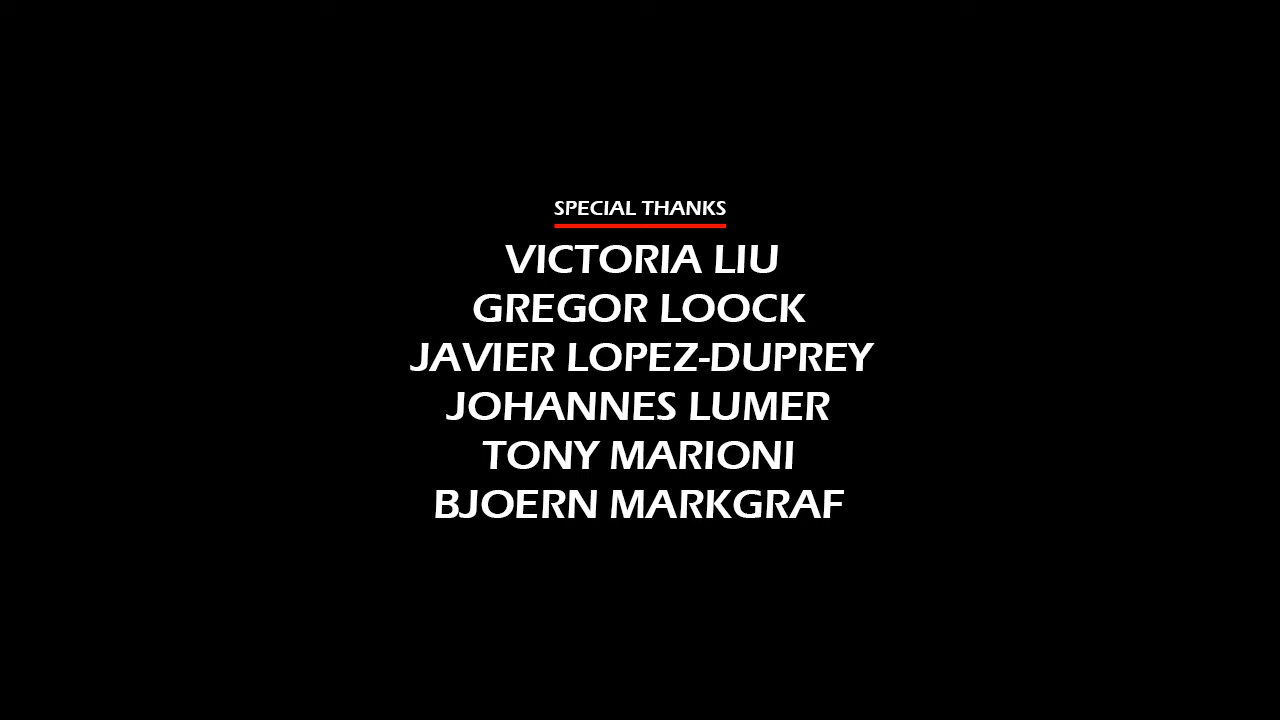 SPECIAL THANKS
VICTORIA LIU
GREGOR LOOCK
JAVIER LOPEZ-DUPREY
JOHANNES LUMER
TONY MARIONI
BJOERN MARKGRAF